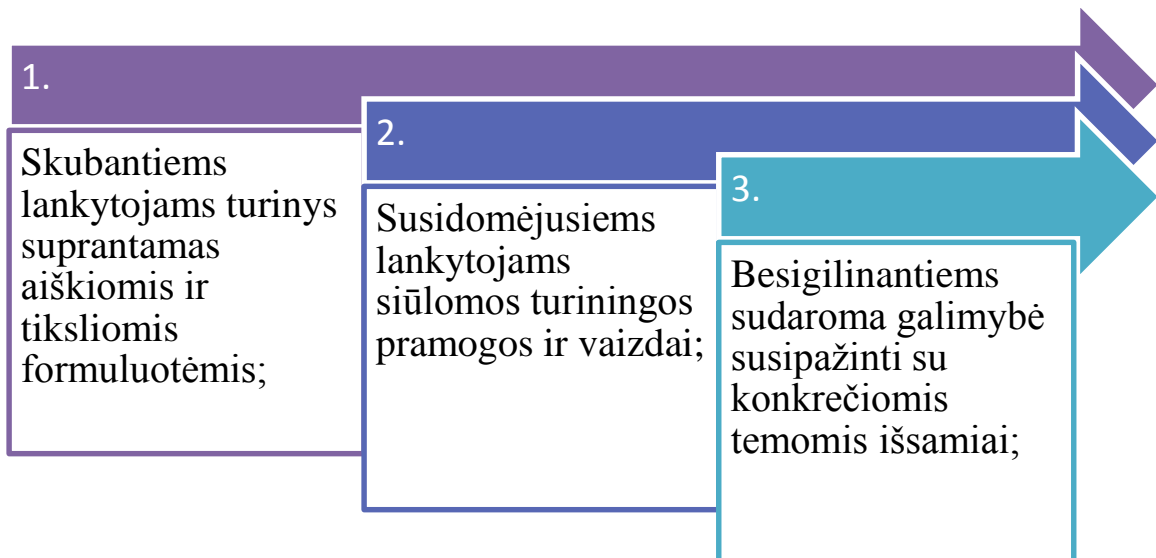 1.
Skubantiems
lankytojams turinys
suprantamas
aiškiomis ir
tiksliomis
formuluotėmis;
2.
Susidomėjusiems
lankytojams
siūlomos turiningos
pramogos ir vaizdai;
3.
Besigilinantiems
sudaroma galimybė
susipažinti su
konkrečiomis
temomis išsamiai;